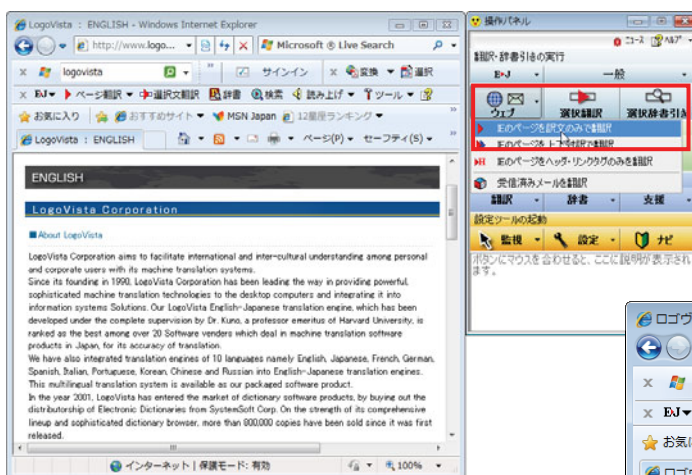 LogoVista : ENGLISH - Windows Internet Explorer
http://www.logo...
Microsoft ® Live Search
logovista
サインイン
変換
選択
EJ
ページ翻訳
選択文翻訳
辞書
検索
読み上げ
ツール
お気に入り
おすすめサイト
MSN Japan
12星座ランキング
LogoVista : ENGLISH
ページ(P)
セーフティ(S)
ENGLISH
LogoVista Corporation
■About LogoVista
LogoVista Corporation aims to facilitate international and inter-cultural understanding among personal
and corporate users with its machine translation systems.
Since its founding in 1990, LogoVista Corporation has been leading the way in providing powerful,
sophisticated machine translation technologies to the desktop computers and integrating it into
information systems Solutions. Our LogoVista English-Japanese translation engine, which has been
developed under the complete supervision by Dr. Kuno, a professor emeritus of Harvard University, is
ranked as the best among over 20 Software venders which deal in machine translation software
products in Japan, for its accuracy of translation.
We have also integrated translation engines of 10 languages namely English, Japanese, French, German,
Spanish, Italian, Portuguese, Korean, Chinese and Russian into English-Japanese translation engines.
This multilingual translation system is available as our packaged software product.
In the year 2001, LogoVista has entered the market of dictionary software products, by buying out the
distributorship of Electronic Dictionaries from SystemSoft Corp. On the strength of its comprehensive
lineup and sophisticated dictionary browser, more than 800,000 copies have been sold since it was first
released.
インターネット | 保護モード: 有効
100%
操作パネル
ニュース
ヘルプ
翻訳・辞書引きの実行
E>J
一般
ウェブ
選択翻訳
選択辞書引き
IEのページを訳文のみで翻訳
IEのページを上下対訳で翻訳
IEのページをヘッダ・リンクタグのみを翻訳
受信済みメールを翻訳
翻訳
辞書
支援
設定ツールの起動
監視
設定
ナビ
ボタンにマウスを合わせると、ここに説明が表示され
ます。
ロゴヴ
EJ
お気に
ロゴ